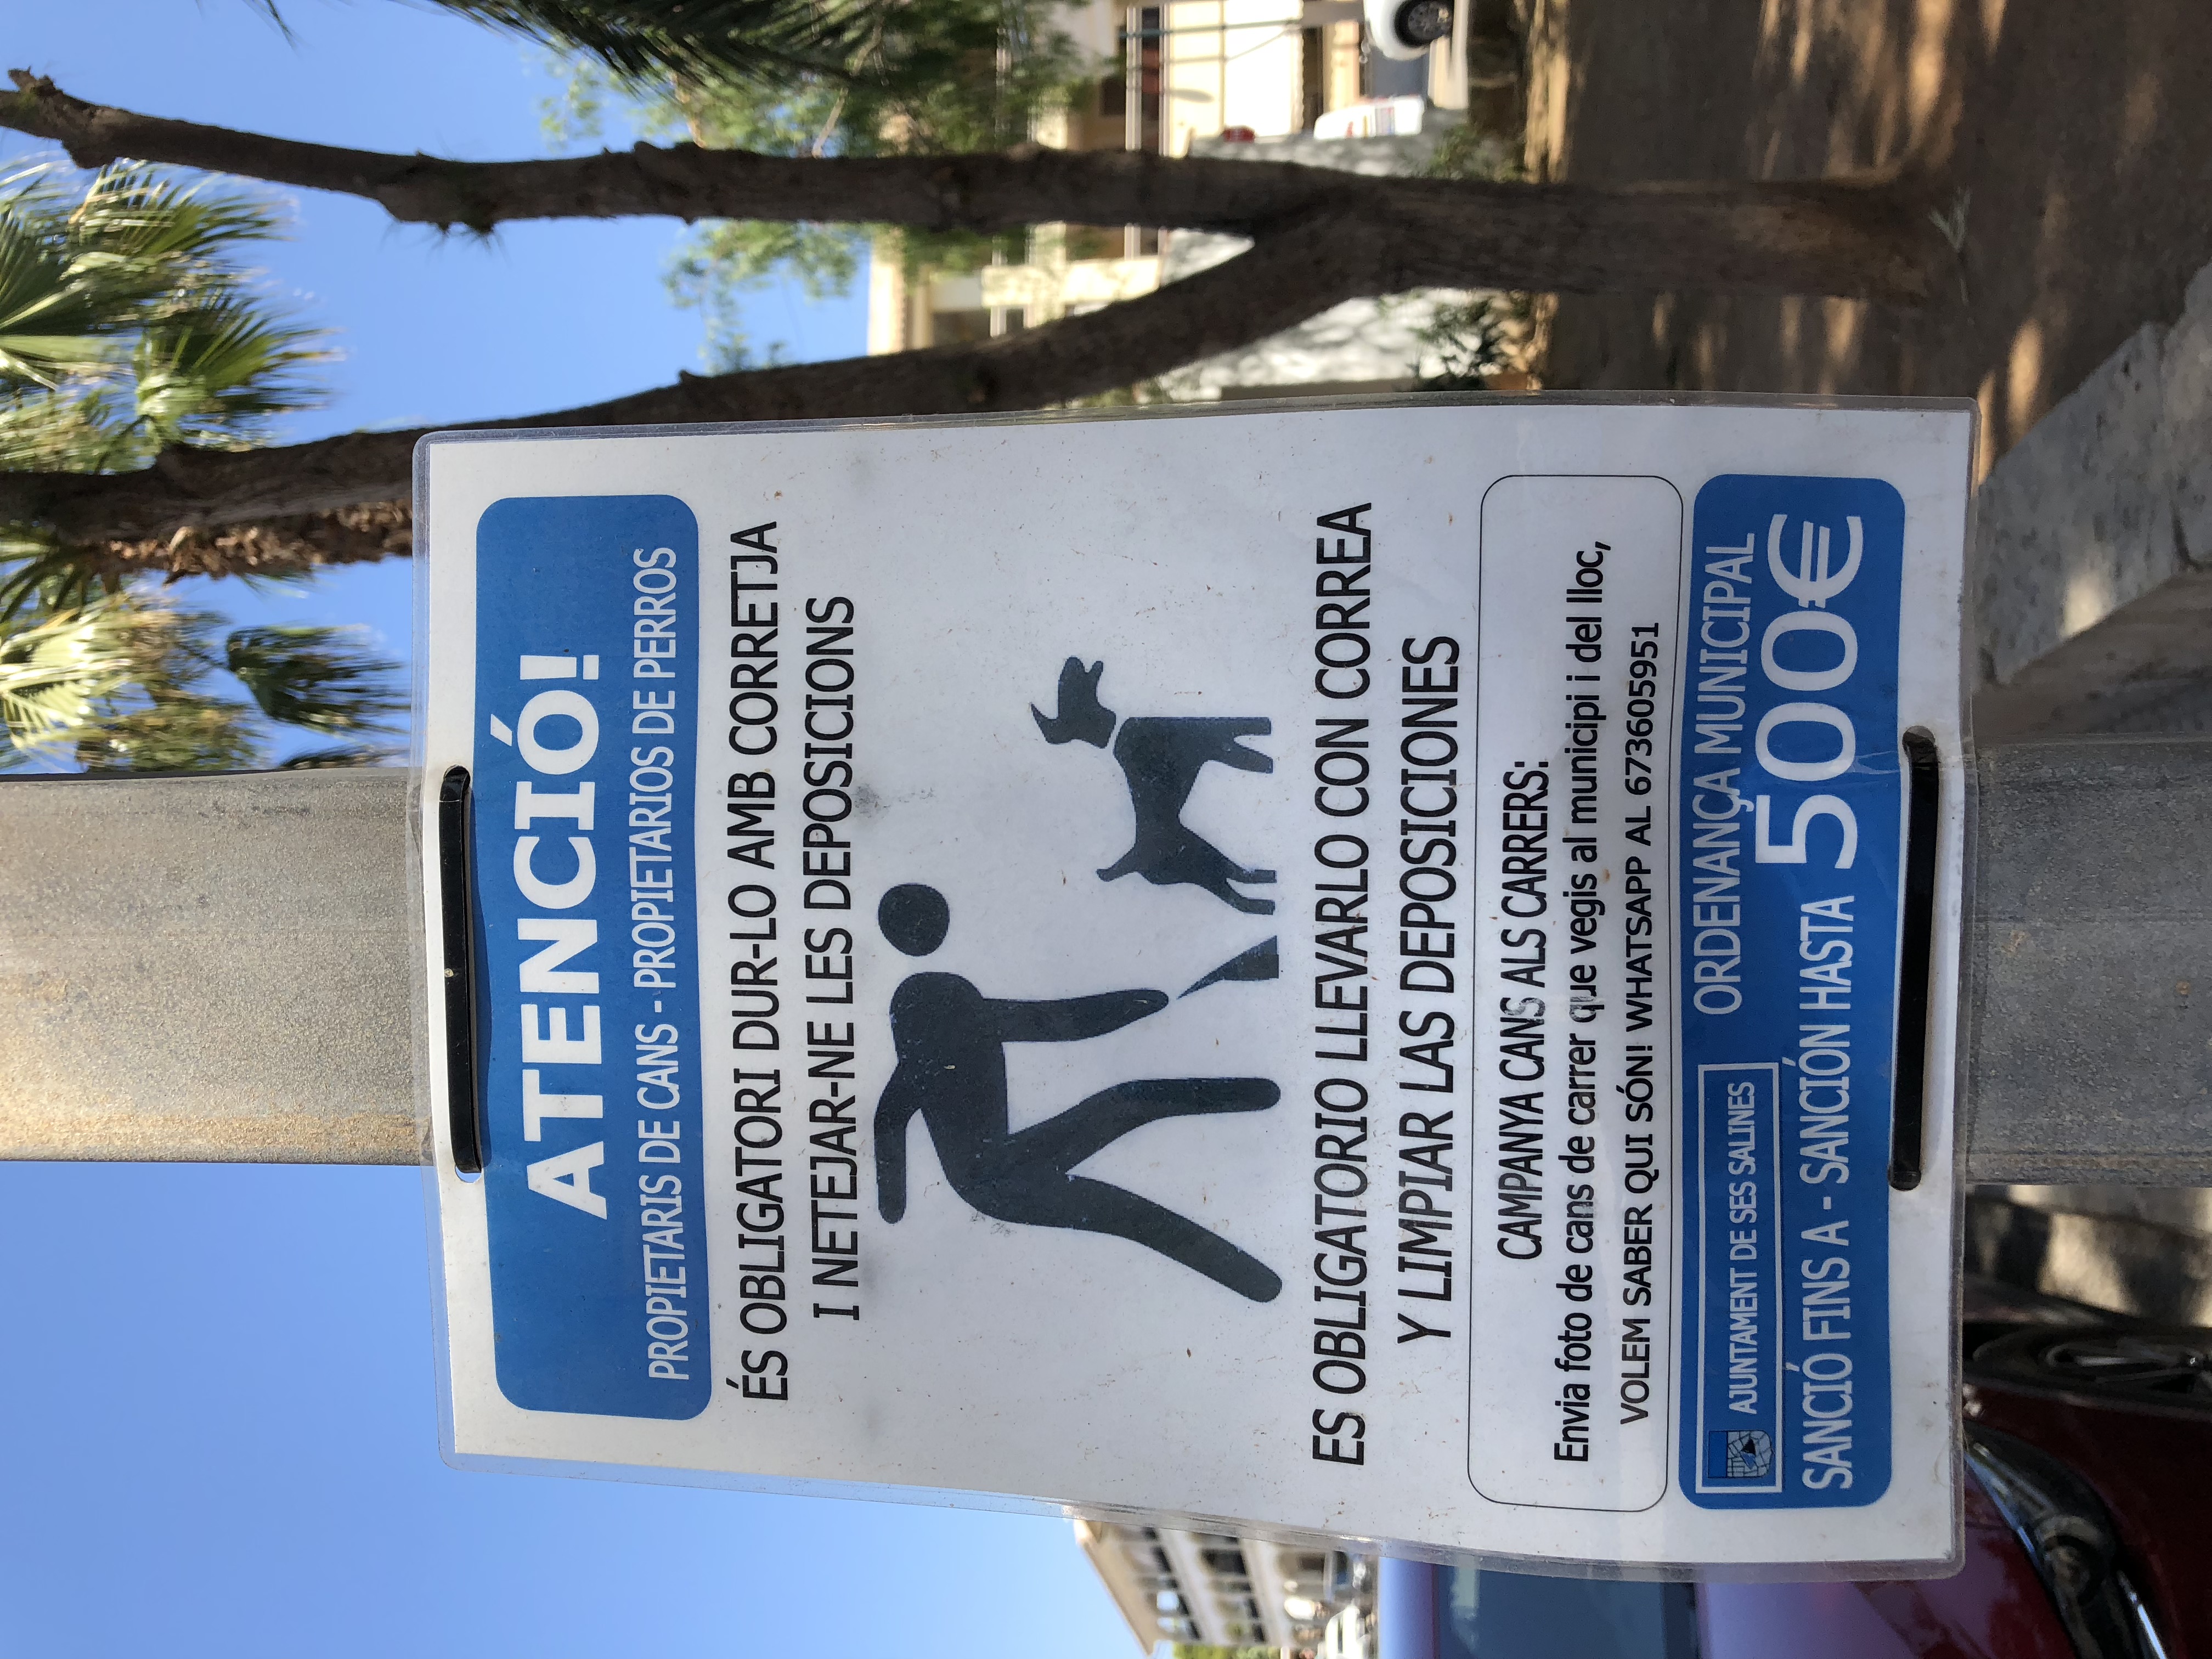 ATENCIÓ!
PROPIETARIS DE CANS - PROPIETARIOS DE PERROS
ÉS OBLIGATORI DUR-LO AMB CORRETJA
I NETEJAR-NE LES DEPOSICIONS
ES OBLIGATORIO LLEVARLO CON CORREA
Y LIMPIAR LAS DEPOSICIONES
CAMPANYA CANS ALS CARRERS:
Envia foto de cans de carrer que vegis al municipi i del lloc,
VOLEM SABER QUI SÓN! WHATSAPP AL 673605951
AJUNTAMENT DE SES SALINES
ORDENANÇA MUNICIPAL
SANCIÓ FINS A - SANCIÓN HASTA 500€